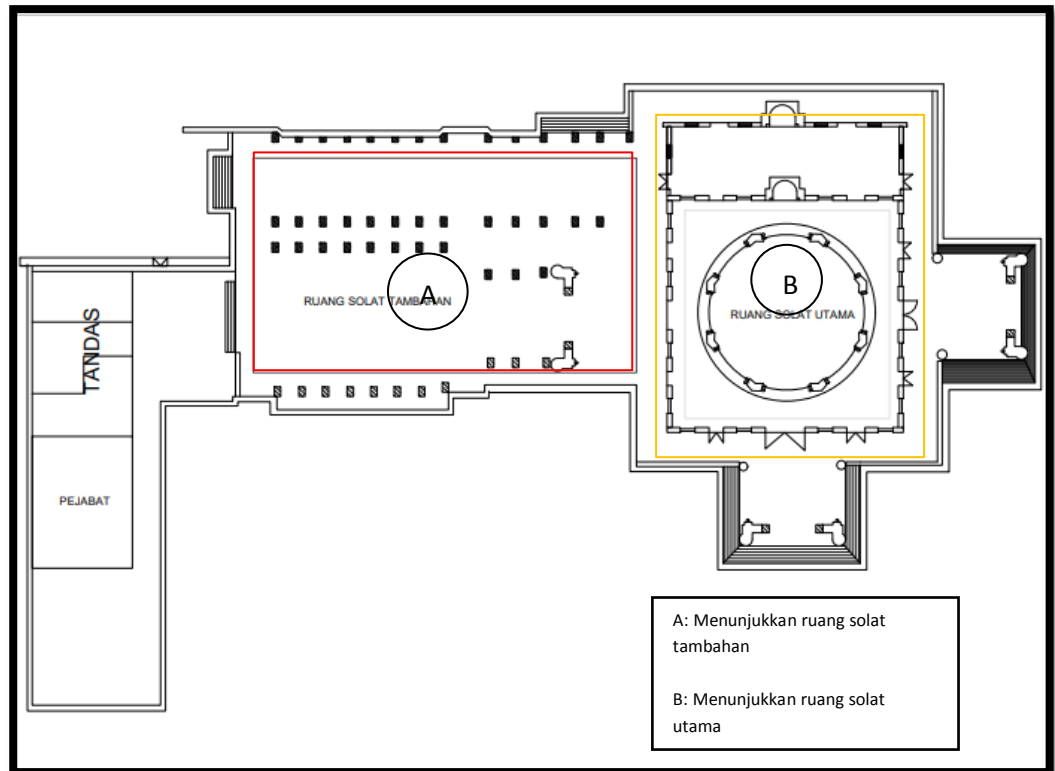 A
RUANG SOLAT TAMBAHAN
B
RUANG SOLAT UTAMA
TANDAS
PEJABAT
A: Menunjukkan ruang solat
tambahan
B: Menunjukkan ruang solat
utama